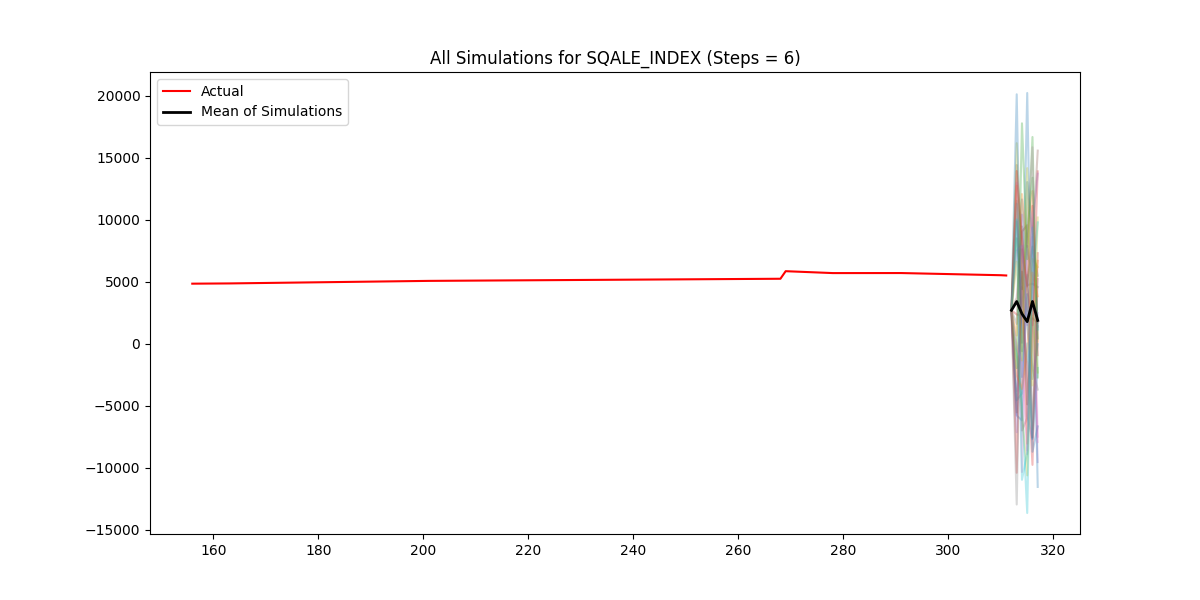 All Simulations for SQALE_INDEX (Steps = 6)
Actual
Mean of Simulations
20000
15000
10000
5000
0
−5000
−10000
−15000
160 180 200 220 240 260 280 300 320